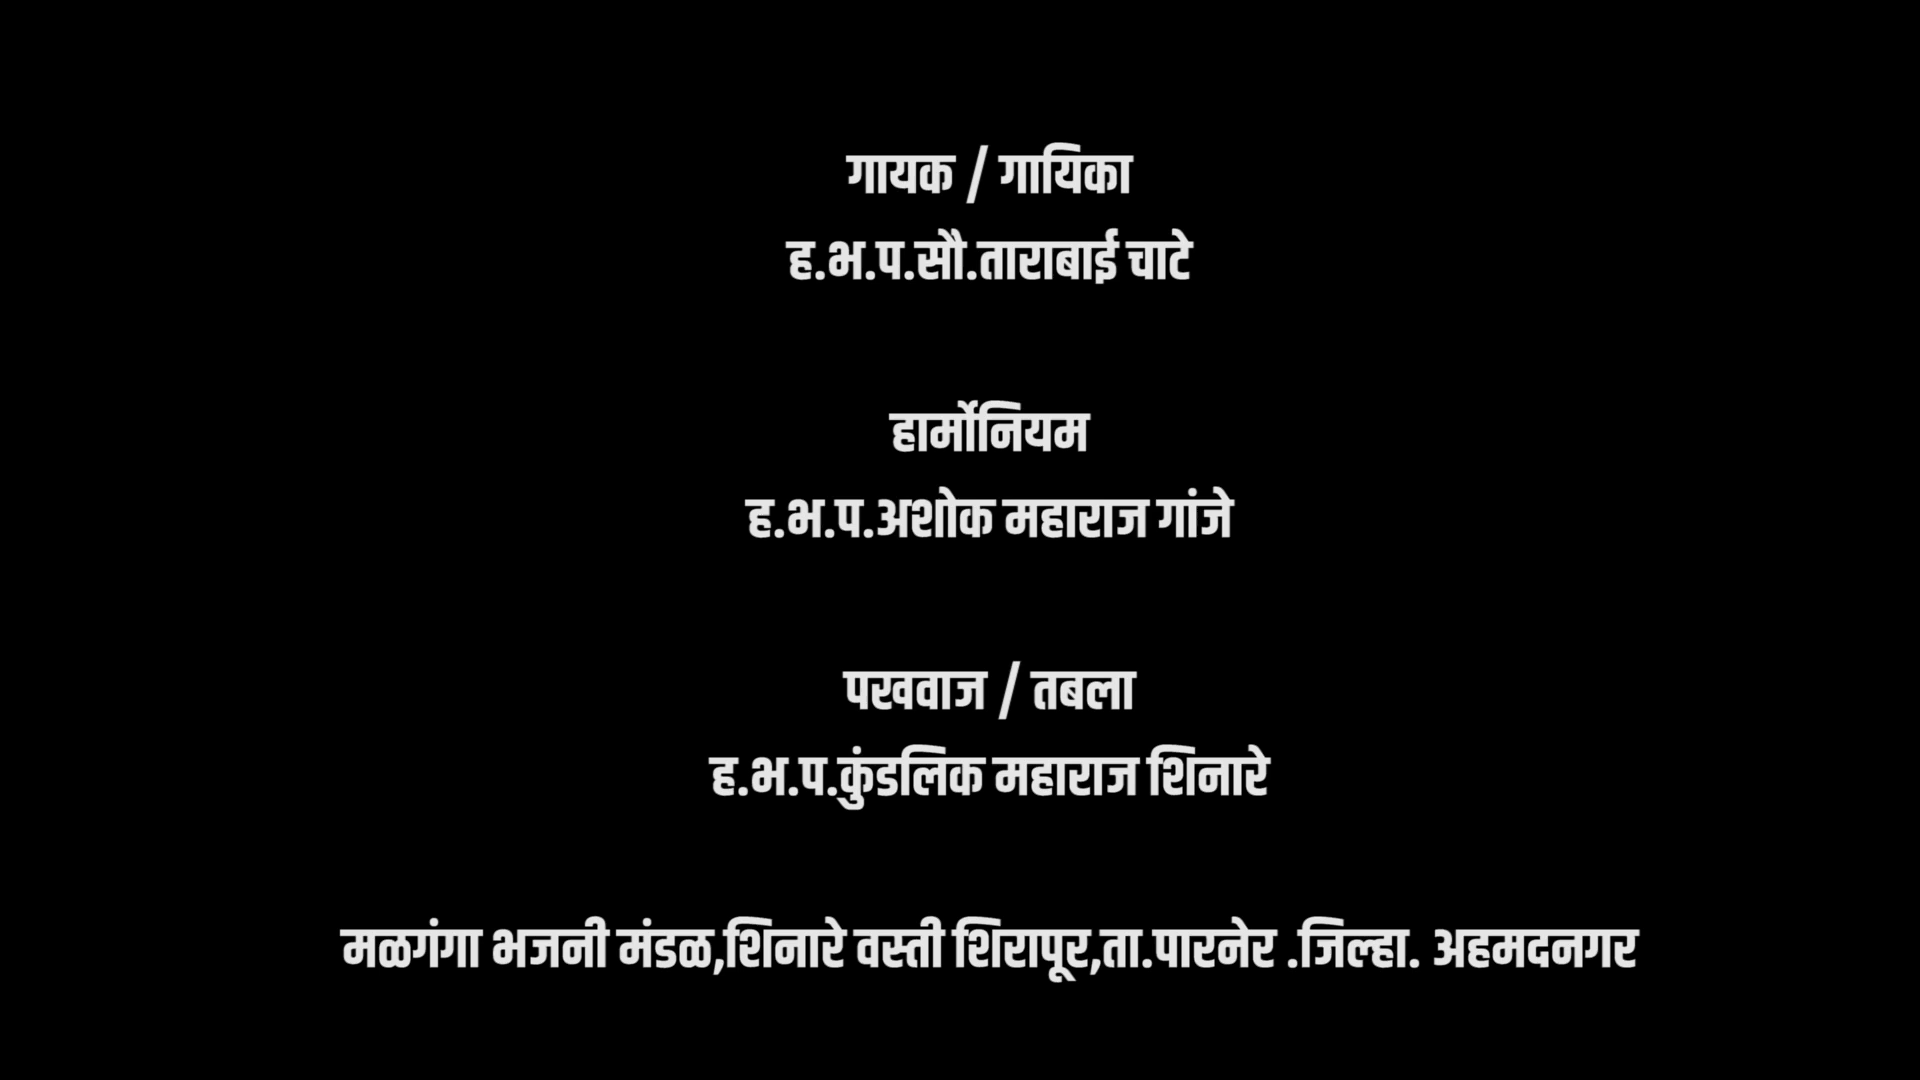 गायक / गायिका
ह.भ.प.सौ.ताराबाई चाटे
हार्मोनियम
ह.भ.प.अशोक महाराज गांजे
पखवाज / तबला
ह.भ.प.कुंडलिक महाराज शिनारे
मळगंगा भजनी मंडळ,शिनारे वस्ती शिरापूर,ता.पारनेर .जिल्हा. अहमदनगर